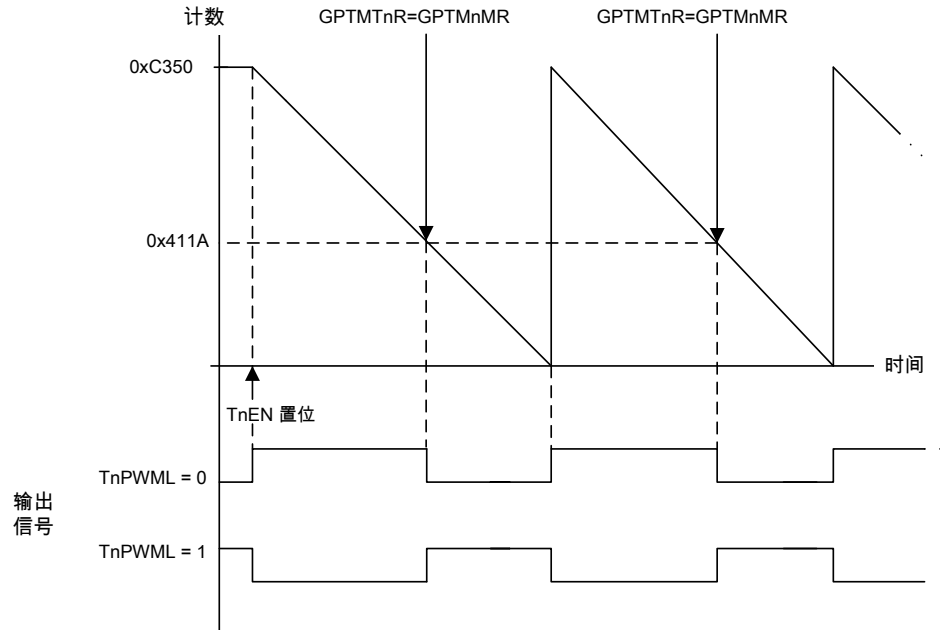 计数
GPTMTnR=GPTMnMR
GPTMTnR=GPTMnMR
0xC350
0x411A
时间
TnEN 置位
TnPWML = 0
输出
信号
TnPWML = 1